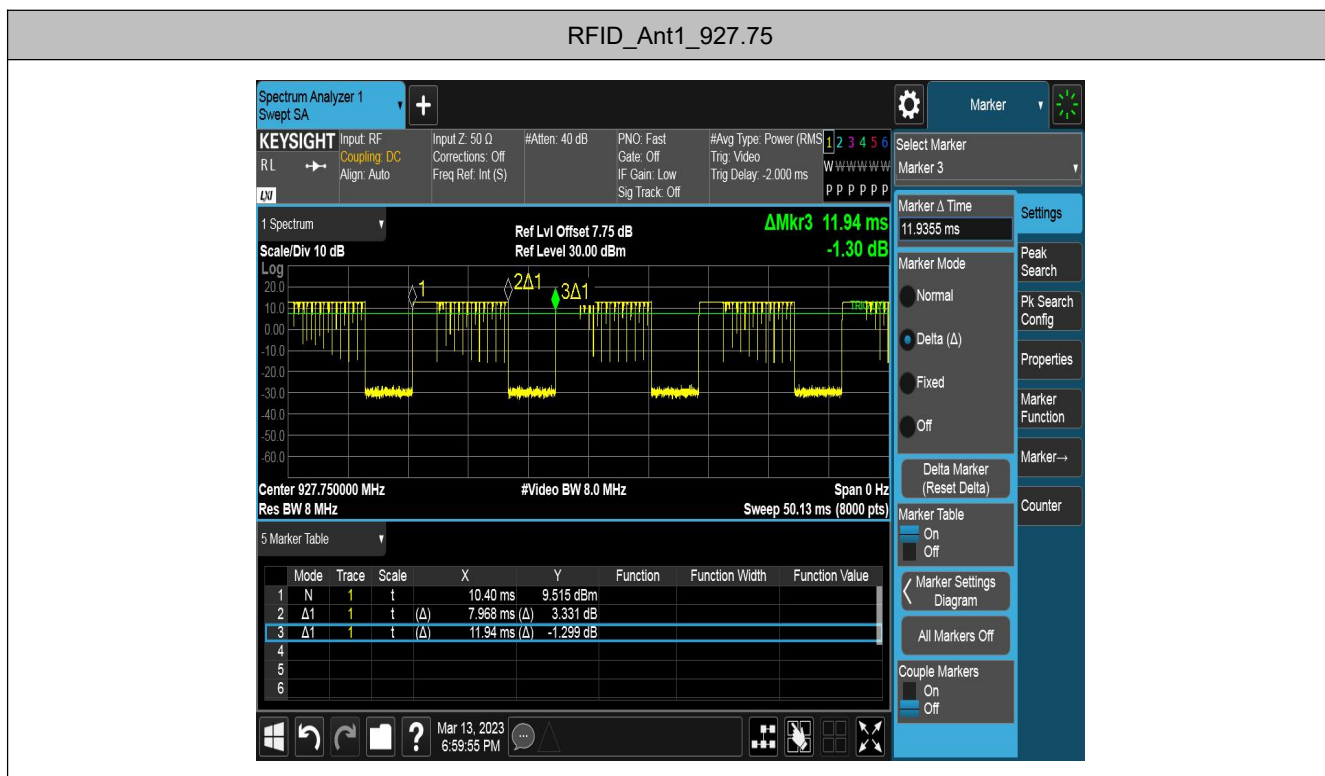 RFID_Ant1_927.75
Spectrum Analyzer 1
Swept SA
+
Marker
KEYSIGHT
RL
LXI
Input: RF
Coupling: DC
Align: Auto
Input Z: 50 Ω
Corrections: Off
Freq Ref: Int (S)
#Atten: 40 dB
PNO: Fast
Gate: Off
IF Gain: Low
Sig Track: Off
#Avg Type: Power (RMS
Trig: Video
Trig Delay: -2.000 ms
1 2 3 4 5 6
W W W W W W
P P P P P P
Select Marker
Marker 3
1 Spectrum
Scale/Div 10 dB
Ref Lvl Offset 7.75 dB
Ref Level 30.00 dBm
ΔMkr3 11.94 ms
-1.30 dB
Log
20.0
10.0
0.00
-10.0
-20.0
-30.0
-40.0
-50.0
-60.0
1
2Δ1
3Δ1
Center 927.750000 MHz
#Video BW 8.0 MHz
Span 0 Hz
Res BW 8 MHz
Sweep 50.13 ms (8000 pts)
5 Marker Table
Mode Trace Scale X Y Function Function Width Function Value
1 N 1 t 10.40 ms 9.515 dBm
2 Δ1 1 t (Δ) 7.968 ms (Δ) 3.331 dB
3 Δ1 1 t (Δ) 11.94 ms (Δ) -1.299 dB
4
5
6
Marker Δ Time
11.9355 ms
Marker Mode
Normal
Delta (Δ)
Fixed
Off
Delta Marker
(Reset Delta)
Marker Table
On
Off
Marker Settings
Diagram
All Markers Off
Couple Markers
On
Off
Settings
Peak
Search
Pk Search
Config
Properties
Marker
Function
Marker→
Counter
?
Mar 13, 2023
6:59:55 PM